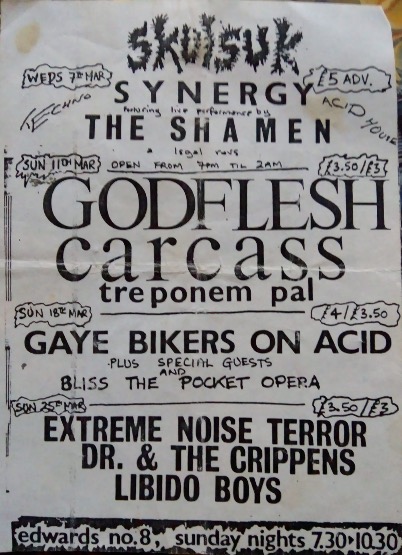 SKUTSUK
WEDS 7TH MAR
£5 ADV.
SYNERGY
TECHNO
featuring live performance by
ACID HOUSE
THE SHAMEN
a legal rave
SUN 11TH MAR
OPEN FROM 7PM TIL 2AM
£3.50/£3
GODFLESH
carcass
treponem pal
SUN 18TH MAR
£4/£3.50
GAYE BIKERS ON ACID
PLUS SPECIAL GUESTS
AND
BLISS THE POCKET OPERA
SUN 25TH MAR
£3.50/£3
EXTREME NOISE TERROR
DR. & THE CRIPPENS
LIBIDO BOYS
edwards no.8, sunday nights 7.30>10.30